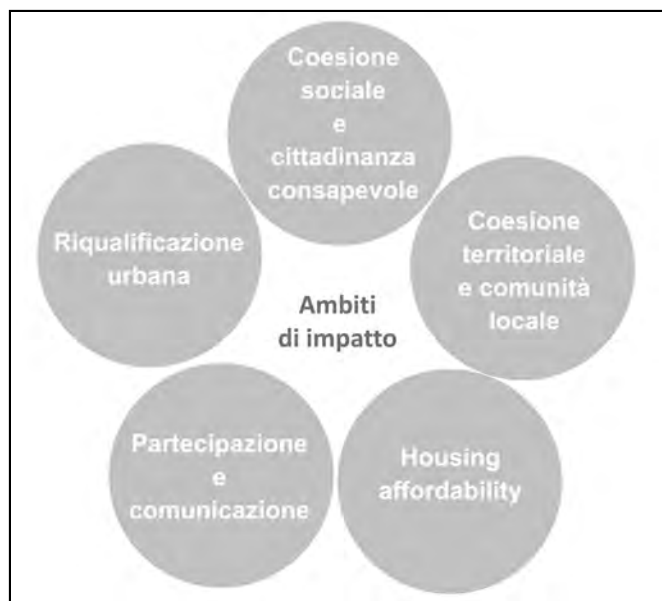 Coesione
sociale
e
cittadinanza
consapevole
Riqualificazione
urbana
Coesione
territoriale
e comunità
locale
Ambiti
di impatto
Partecipazione
e
comunicazione
Housing
affordability